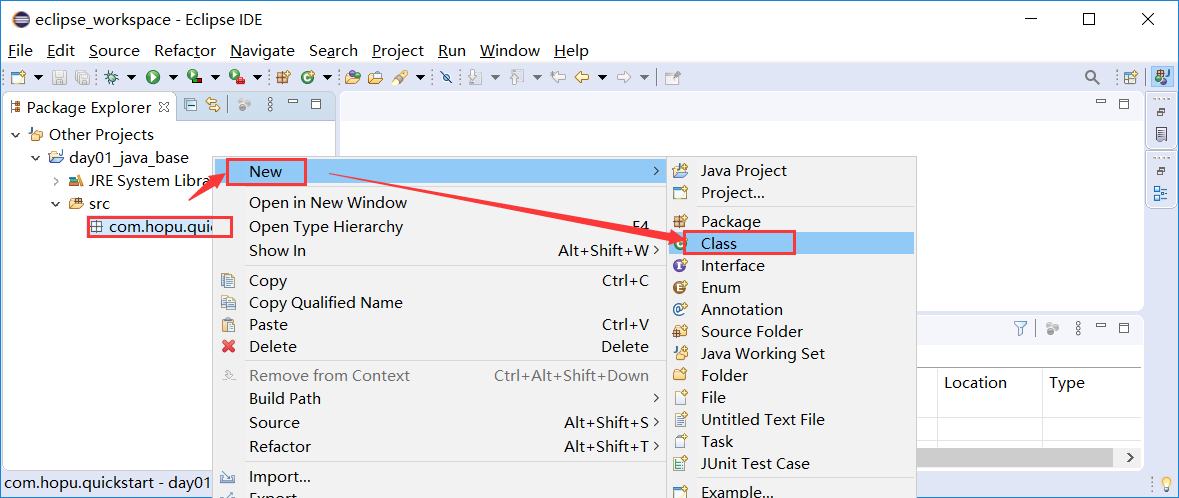 eclipse_workspace - Eclipse IDE
File Edit Source Refactor Navigate Search Project Run Window Help
Package Explorer
Other Projects
day01_java_base
JRE System Libra
src
com.hopu.qui
New
Open in New Window
Open Type Hierarchy F4
Show In Alt+Shift+W
Copy Ctrl+C
Copy Qualified Name
Paste Ctrl+V
Delete Delete
Remove from Context Ctrl+Alt+Shift+Down
Build Path
Source Alt+Shift+S
Refactor Alt+Shift+T
Import...
Export
Java Project
Project...
Package
Class
Interface
Enum
Annotation
Source Folder
Java Working Set
Folder
File
Untitled Text File
Task
JUnit Test Case
Example...
Location Type
com.hopu.quickstart - day01